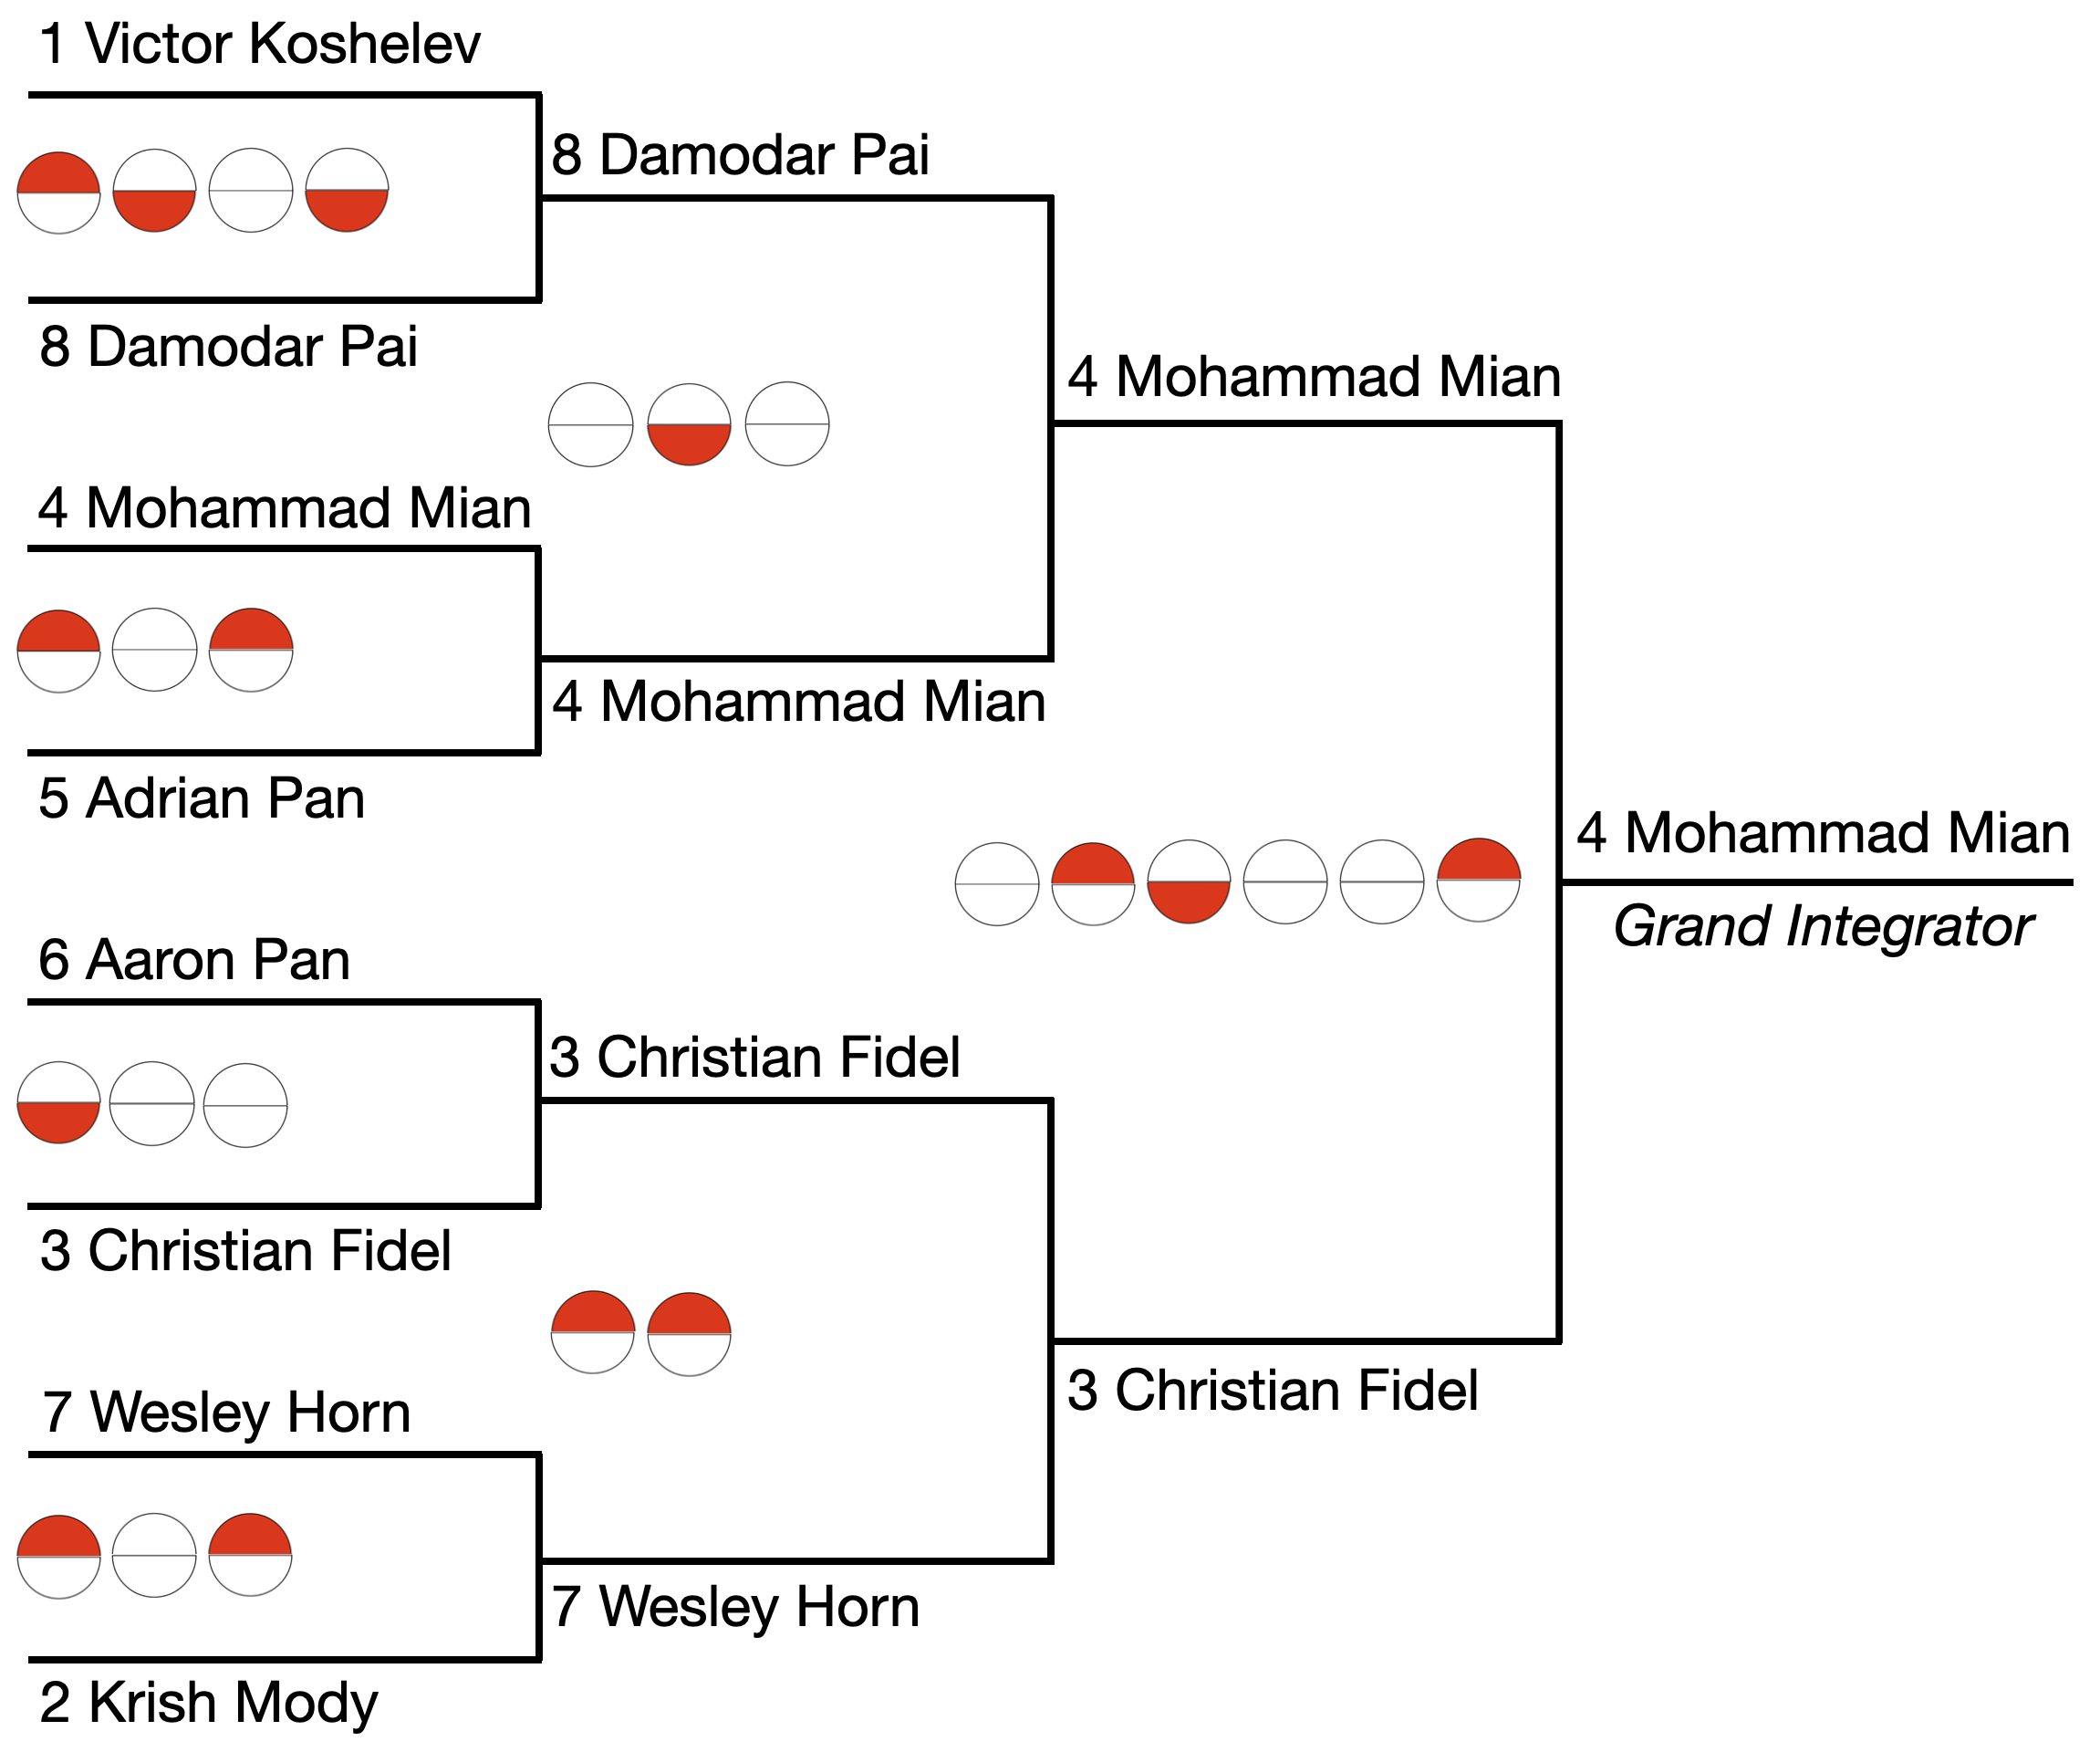 1 Victor Koshelev
8 Damodar Pai
8 Damodar Pai
4 Mohammad Mian
4 Mohammad Mian
4 Mohammad Mian
5 Adrian Pan
4 Mohammad Mian
Grand Integrator
6 Aaron Pan
3 Christian Fidel
3 Christian Fidel
3 Christian Fidel
7 Wesley Horn
7 Wesley Horn
2 Krish Mody